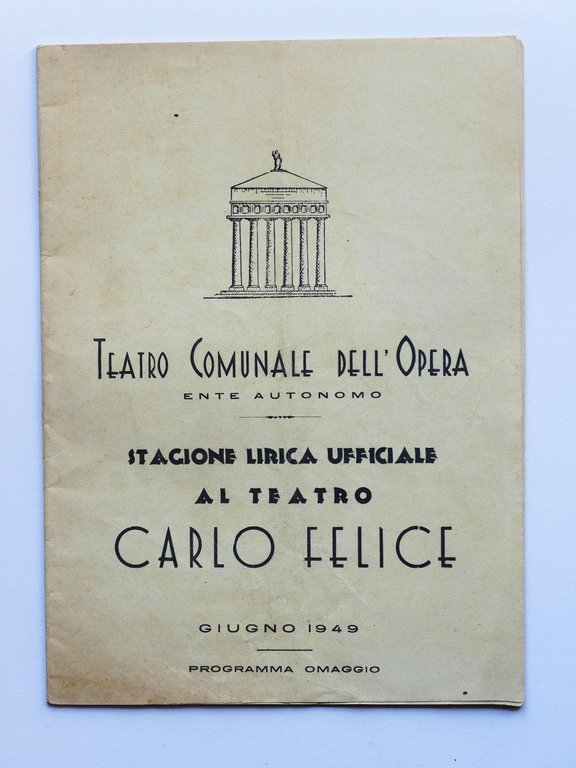 TEATRO COMUNALE DELL'OPERA
ENTE AUTONOMO
STAGIONE LIRICA UFFICIALE
AL TEATRO
CARLO FELICE
GIUGNO 1949
PROGRAMMA OMAGGIO